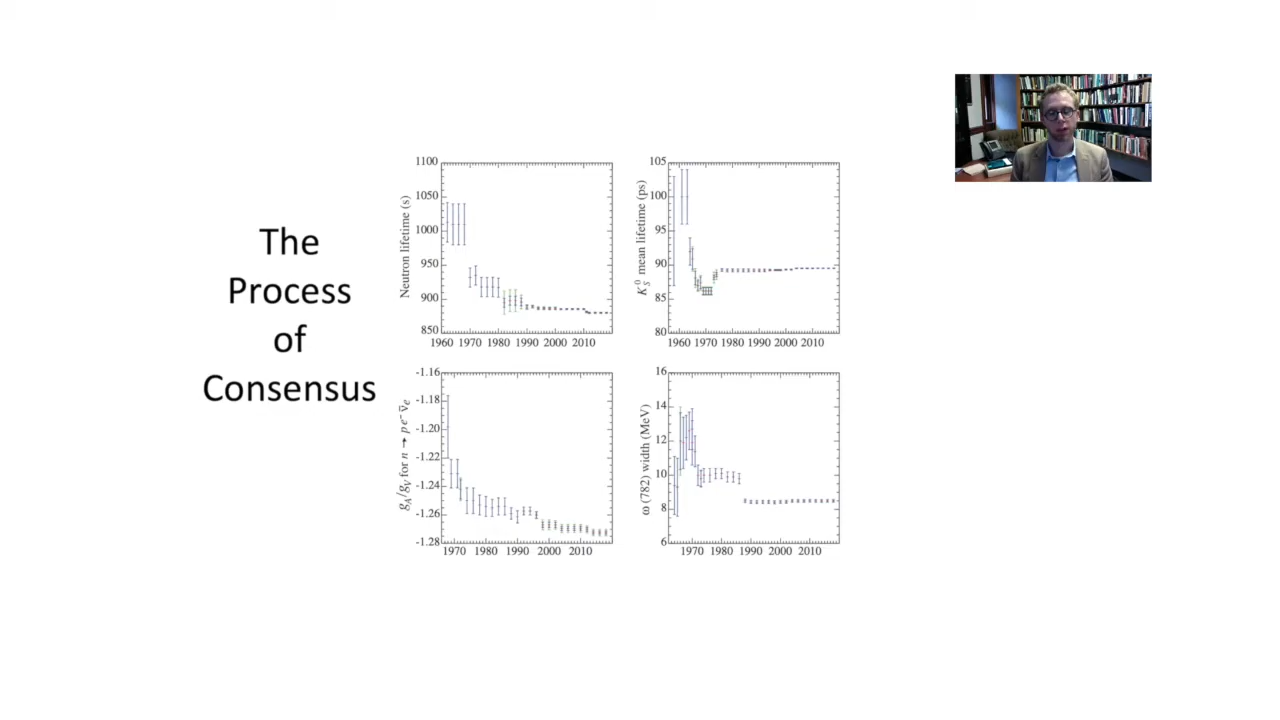 The
Process
of
Consensus
1100
1050
1000
950
900
850
Neutron lifetime (s)
1960 1970 1980 1990 2000 2010
105
100
95
90
85
80
K⁰S mean lifetime (ps)
1960 1970 1980 1990 2000 2010
-1.16
-1.18
-1.20
-1.22
-1.24
-1.26
-1.28
gA/gV for n → p e⁻ ν̄e
1970 1980 1990 2000 2010
16
14
12
10
8
6
ω (782) width (MeV)
1970 1980 1990 2000 2010